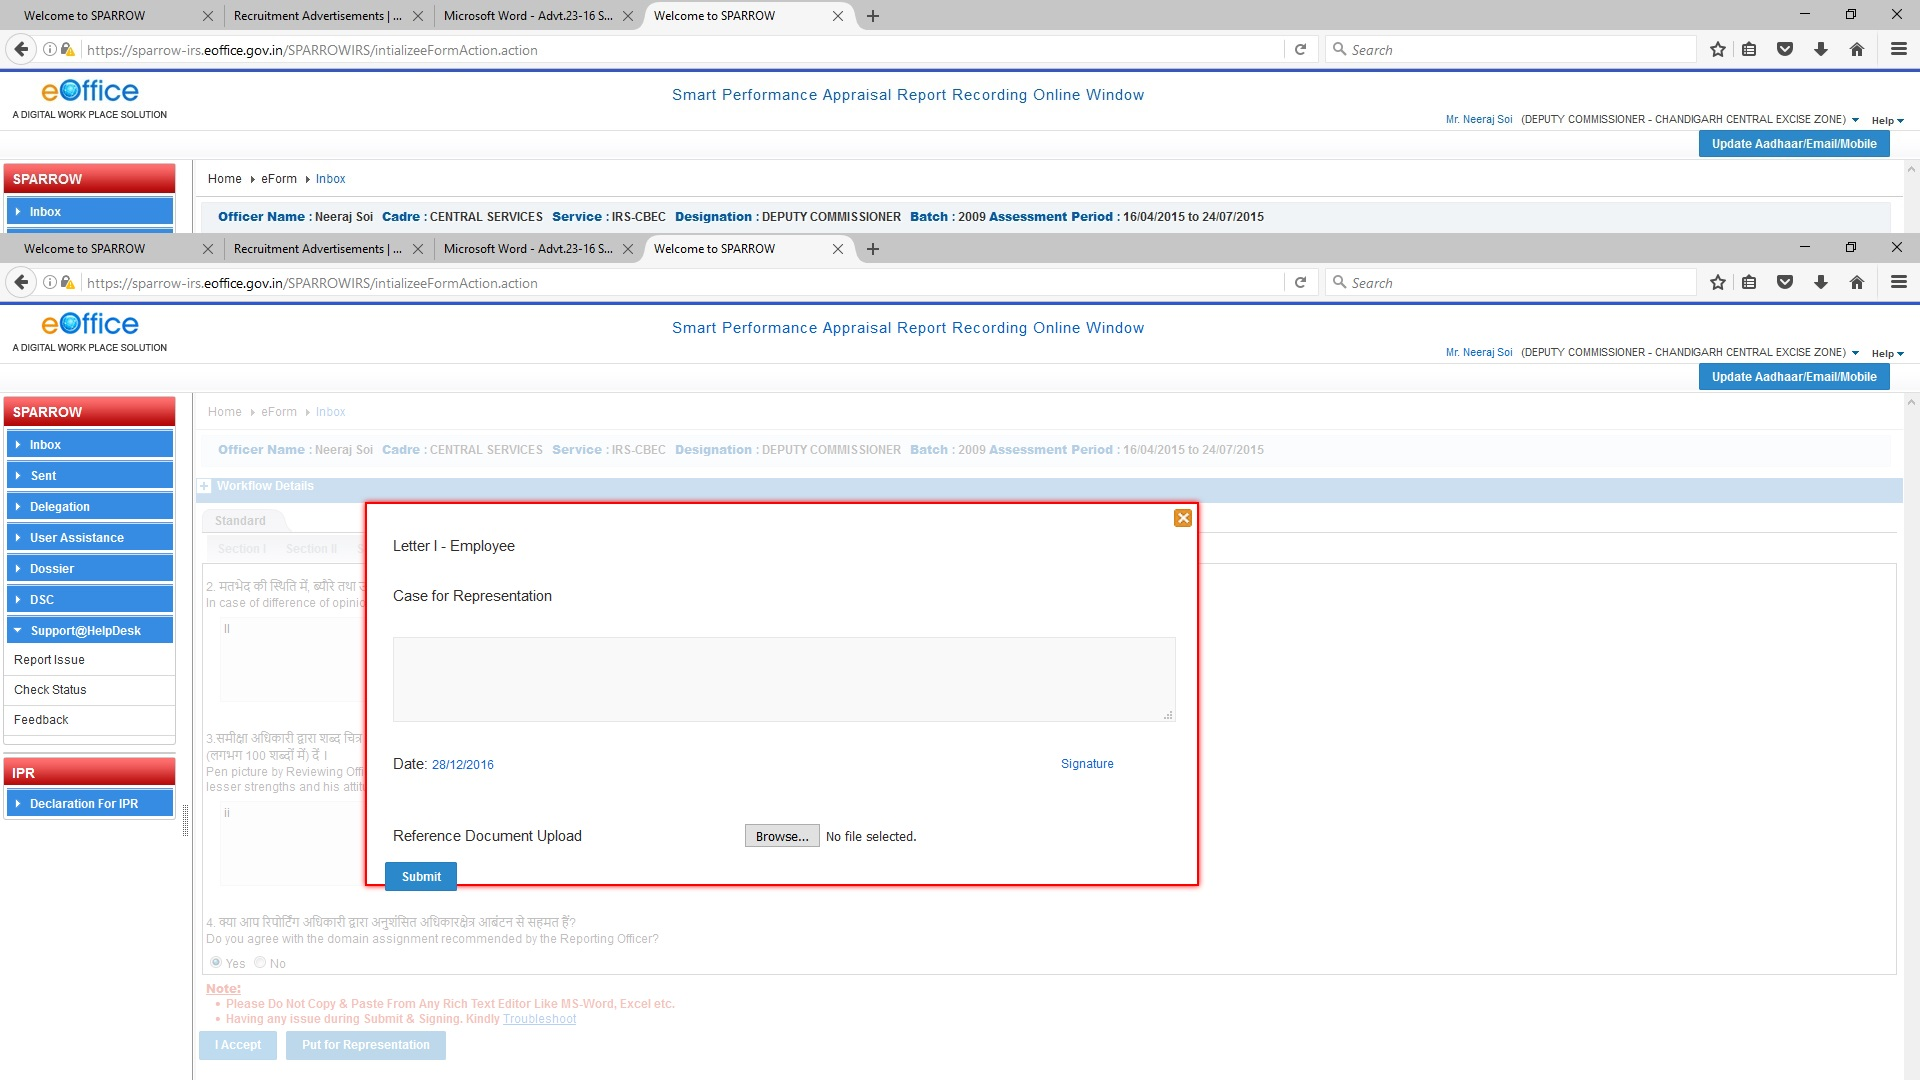 Welcome to SPARROW
Recruitment Advertisements | ...
Microsoft Word - Advt.23-16 S...
Welcome to SPARROW
https://sparrow-irs.eoffice.gov.in/SPARROWIRS/intializeeFormAction.action
Search
eOffice
A DIGITAL WORK PLACE SOLUTION
Smart Performance Appraisal Report Recording Online Window
Mr. Neeraj Soi (DEPUTY COMMISSIONER - CHANDIGARH CENTRAL EXCISE ZONE) Help
Update Aadhaar/Email/Mobile
SPARROW
Inbox
Home eForm Inbox
Officer Name : Neeraj Soi Cadre : CENTRAL SERVICES Service : IRS-CBEC Designation : DEPUTY COMMISSIONER Batch : 2009 Assessment Period : 16/04/2015 to 24/07/2015
Welcome to SPARROW
Recruitment Advertisements | ...
Microsoft Word - Advt.23-16 S...
Welcome to SPARROW
https://sparrow-irs.eoffice.gov.in/SPARROWIRS/intializeeFormAction.action
Search
eOffice
A DIGITAL WORK PLACE SOLUTION
Smart Performance Appraisal Report Recording Online Window
Mr. Neeraj Soi (DEPUTY COMMISSIONER - CHANDIGARH CENTRAL EXCISE ZONE) Help
Update Aadhaar/Email/Mobile
SPARROW
Inbox
Sent
Delegation
User Assistance
Dossier
DSC
Support@HelpDesk
Report Issue
Check Status
Feedback
IPR
Declaration For IPR
Home eForm Inbox
Officer Name : Neeraj Soi Cadre : CENTRAL SERVICES Service : IRS-CBEC Designation : DEPUTY COMMISSIONER Batch : 2009 Assessment Period : 16/04/2015 to 24/07/2015
Workflow Details
Standard
Section I Section II
2. मतभेद की स्थिति में, ब्यौरे तथा
In case of difference of opinio
II
3.समीक्षा अधिकारी द्वारा शब्द चित्र
(लगभग 100 शब्दों में) दें ।
Pen picture by Reviewing Offi
lesser strengths and his attit
ii
Letter I - Employee
Case for Representation
Date: 28/12/2016
Signature
Reference Document Upload
Browse... No file selected.
Submit
4. क्या आप रिपोर्टिंग अधिकारी द्वारा अनुशंसित अधिकारक्षेत्र आबंटन से सहमत हैं?
Do you agree with the domain assignment recommended by the Reporting Officer?
Yes No
Note:
Please Do Not Copy & Paste From Any Rich Text Editor Like MS-Word, Excel etc.
Having any issue during Submit & Signing. Kindly Troubleshoot
I Accept
Put for Representation